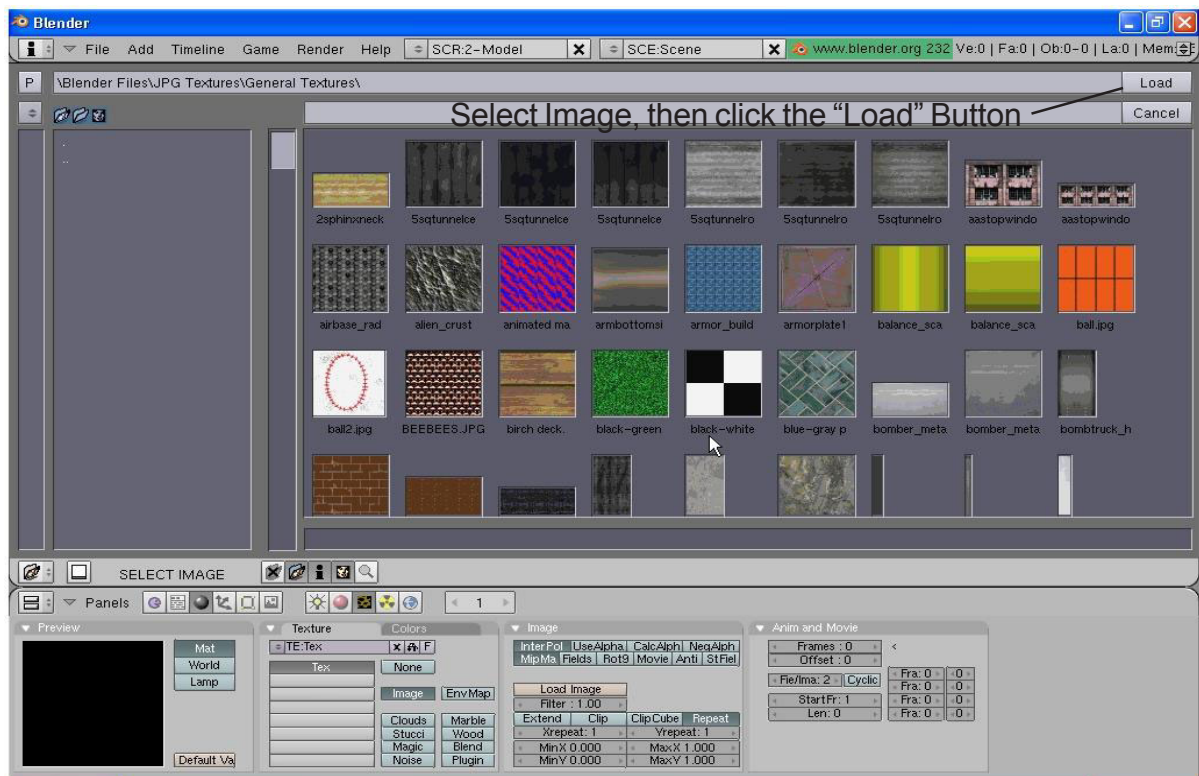 Blender
File Add Timeline Game Render Help SCR:2-Model SCE:Scene www.blender.org 232 Ve:0 | Fa:0 | Ob:0-0 | La:0 | Mem:
P \Blender Files\JPG Textures\General Textures\ Load
Select Image, then click the “Load” Button
Cancel
.
..
2sphinxneck 5sqtunnelce 5sqtunnelce 5sqtunnelce 5sqtunnelro 5sqtunnelro 5sqtunnelro aastopwindo aastopwindo
airbase_rad alien_crust animated ma armbottomsi armor_build armorplate1 balance_sca balance_sca ball.jpg
ball2.jpg BEEBEES.JPG birch deck. black-green black-white blue-gray p bomber_meta bomber_meta bombtruck_h
SELECT IMAGE
Panels 1
Preview
Mat
World
Lamp
Default Va
Texture Colors
TE:Tex F
Tex None
Image EnvMap
Clouds Marble
Stucci Wood
Magic Blend
Noise Plugin
Image
InterPol UseAlpha CalcAlph NegAlph
MipMa Fields Rot9 Movie Anti StFiel
Load Image
Filter : 1.00
Extend Clip ClipCube Repeat
Xrepeat: 1 Yrepeat: 1
MinX 0.000 MaxX 1.000
MinY 0.000 MaxY 1.000
Anim and Movie
Frames : 0 <
Offset : 0
Fie/Ima: 2 Cyclic
StartFr: 1
Len: 0
Fra: 0 0
Fra: 0 0
Fra: 0 0
Fra: 0 0